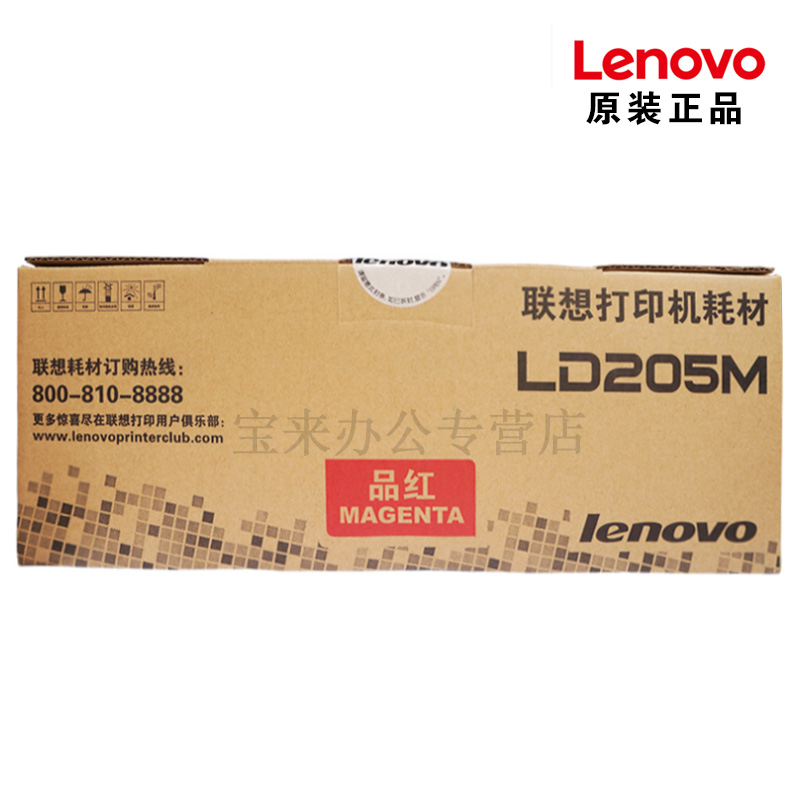 Lenovo
原装正品
lenovo
联想打印机耗材
LD205M
联想耗材订购热线：
800-810-8888
更多惊喜尽在联想打印用户俱乐部：
www.lenovoprinterclub.com
宝来办公专营店
品红
MAGENTA
lenovo